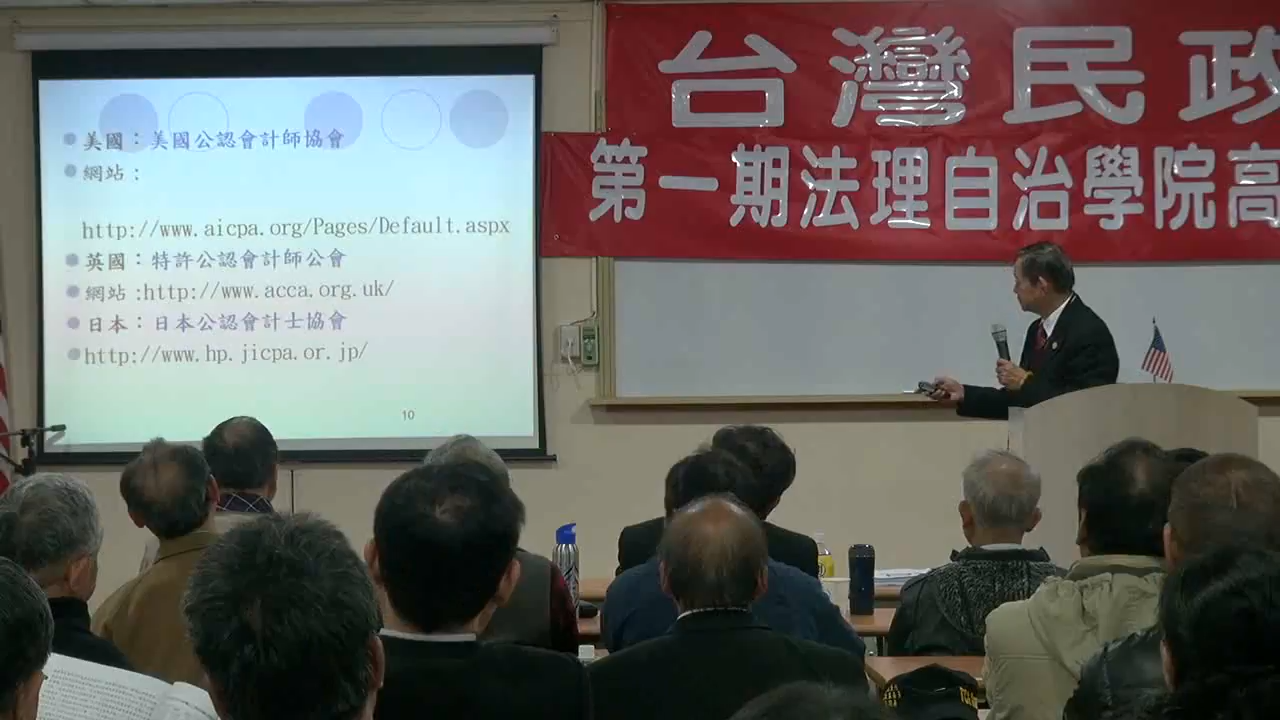 台灣民政
第一期法理自治學院高
美國：美國公認會計師協會
網站：
http://www.aicpa.org/Pages/Default.aspx
英國：特許公認會計師公會
網站:http://www.acca.org.uk/
日本：日本公認會計士協會
http://www.hp.jicpa.or.jp/
10